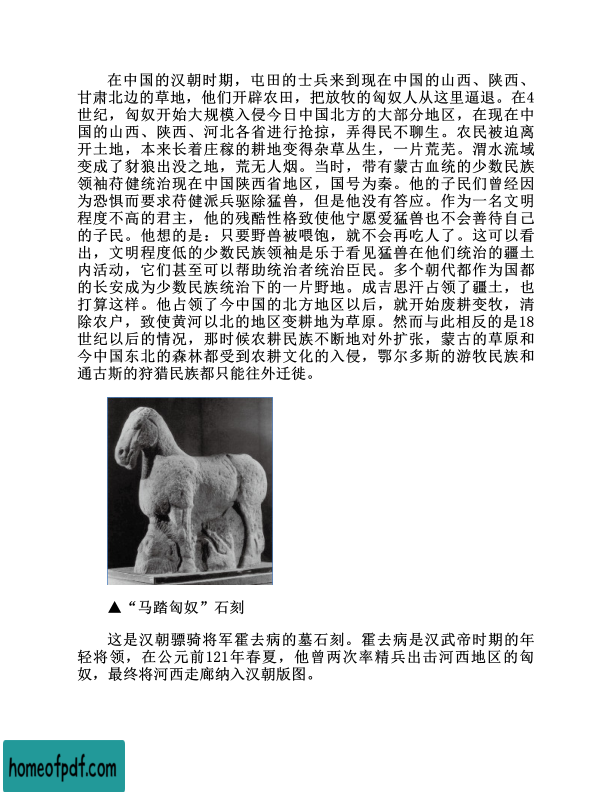 在中国的汉朝时期，屯田的士兵来到现在中国的山西、陕西、
甘肃北边的草地，他们开辟农田，把放牧的匈奴人从这里逼退。在4
世纪，匈奴开始大规模入侵今日中国北方的大部分地区，在现在中
国的山西、陕西、河北各省进行抢掠，弄得民不聊生。农民被迫离
开土地，本来长着庄稼的耕地变得杂草丛生，一片荒芜。渭水流域
变成了豺狼出没之地，荒无人烟。当时，带有蒙古血统的少数民族
领袖苻健统治现在中国陕西省地区，国号为秦。他的子民们曾经因
为恐惧而要求苻健派兵驱除猛兽，但是他没有答应。作为一名文明
程度不高的君主，他的残酷性格致使他宁愿爱猛兽也不会善待自己
的子民。他想的是：只要野兽被喂饱，就不会再吃人了。这可以看
出，文明程度低的少数民族领袖是乐于看见猛兽在他们统治的疆土
内活动，它们甚至可以帮助统治者统治臣民。多个朝代都作为国都
的长安成为少数民族统治下的一片野地。成吉思汗占领了疆土，也
打算这样。他占领了今中国的北方地区以后，就开始废耕变牧，清
除农户，致使黄河以北的地区变耕地为草原。然而与此相反的是18
世纪以后的情况，那时候农耕民族不断地对外扩张，蒙古的草原和
今中国东北的森林都受到农耕文化的入侵，鄂尔多斯的游牧民族和
通古斯的狩猎民族都只能往外迁徙。
▲“马踏匈奴”石刻
这是汉朝骠骑将军霍去病的墓石刻。霍去病是汉武帝时期的年
轻将领，在公元前121年春夏，他曾两次率精兵出击河西地区的匈
奴，最终将河西走廊纳入汉朝版图。
homeofpdf.com